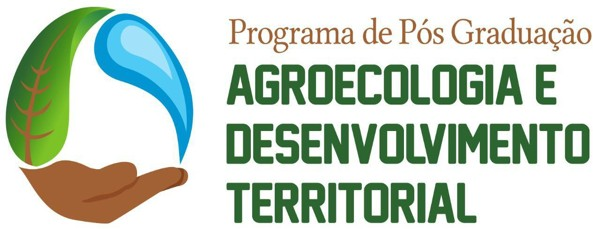 Programa de Pós Graduação
AGROECOLOGIA E
DESENVOLVIMENTO
TERRITORIAL